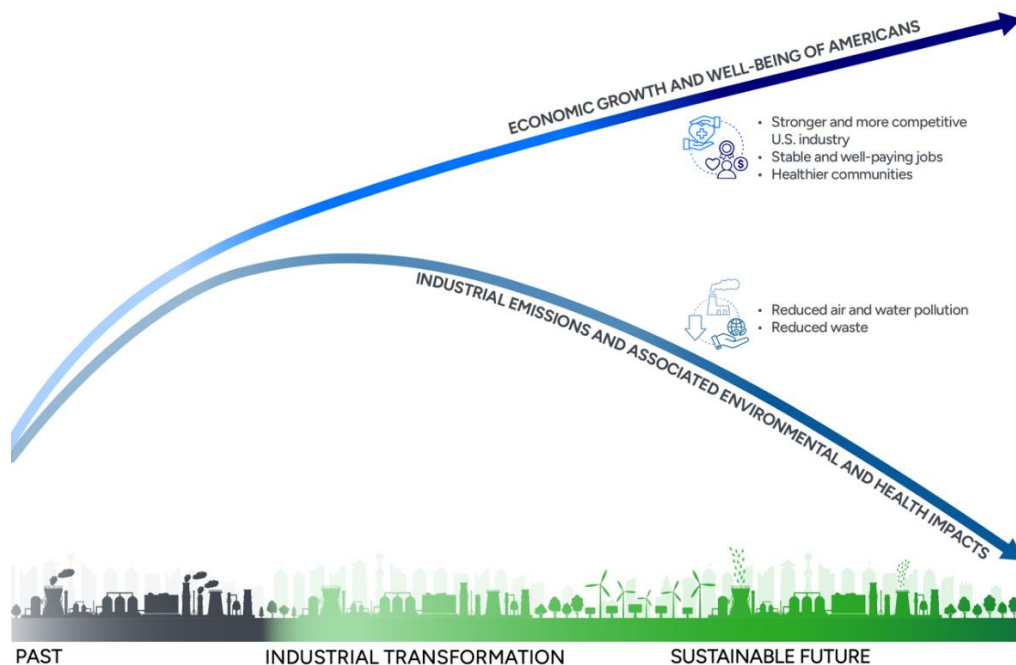 ECONOMIC GROWTH AND WELL-BEING OF AMERICANS
• Stronger and more competitive
U.S. industry
• Stable and well-paying jobs
• Healthier communities
INDUSTRIAL EMISSIONS AND ASSOCIATED ENVIRONMENTAL AND HEALTH IMPACTS
• Reduced air and water pollution
• Reduced waste
PAST
INDUSTRIAL TRANSFORMATION
SUSTAINABLE FUTURE